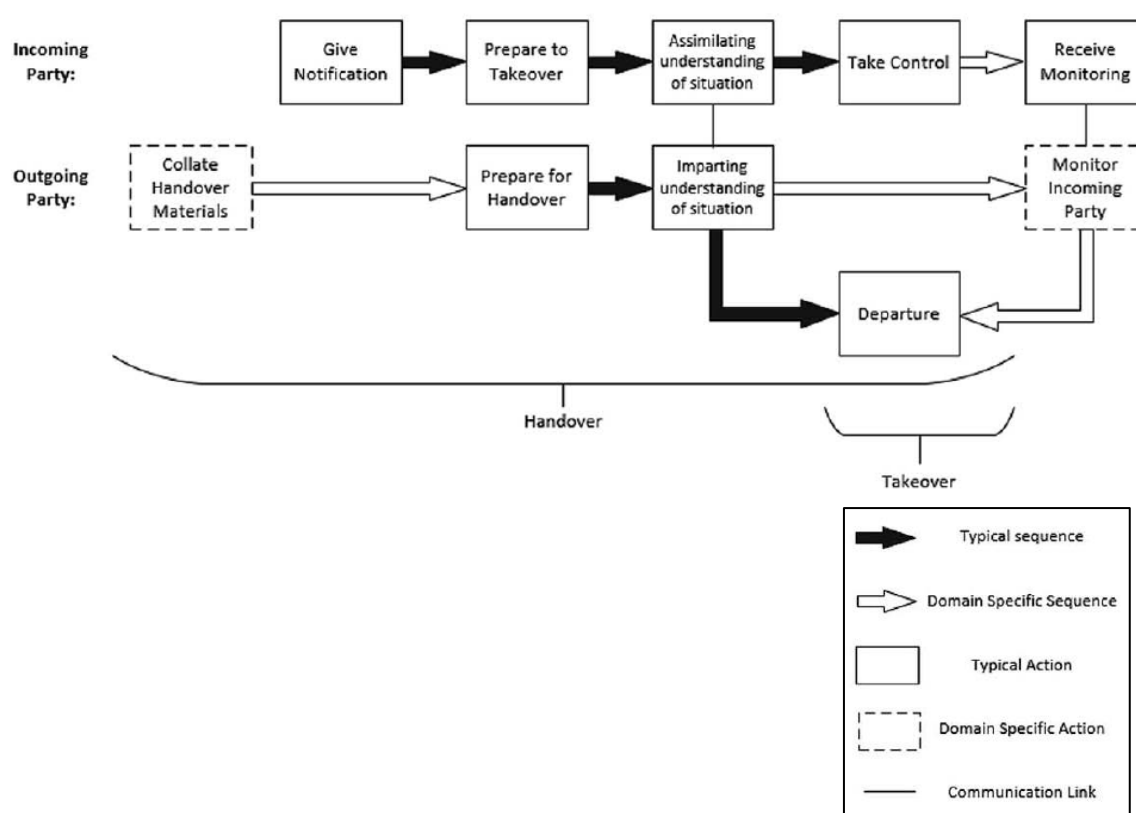 Incoming
Party:
Give
Notification
Prepare to
Takeover
Assimilating
understanding
of situation
Take Control
Receive
Monitoring
Outgoing
Party:
Collate
Handover
Materials
Prepare for
Handover
Imparting
understanding
of situation
Monitor
Incoming
Party
Departure
Handover
Takeover
Typical sequence
Domain Specific Sequence
Typical Action
Domain Specific Action
Communication Link